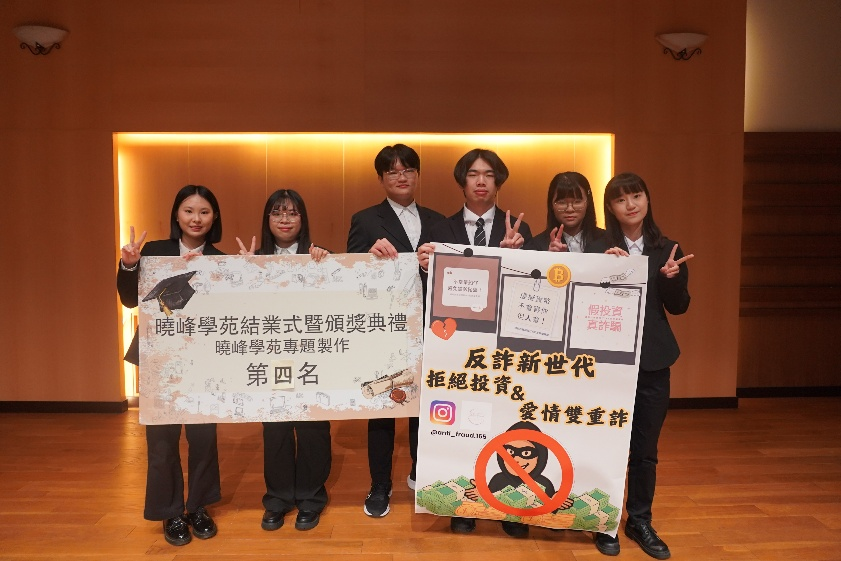 曉峰學苑結業式暨頒獎典禮
曉峰學苑專題製作
第四名
假投資
真詐騙
反詐新世代
拒絕投資&
愛情雙重詐
@anti_fraud.165